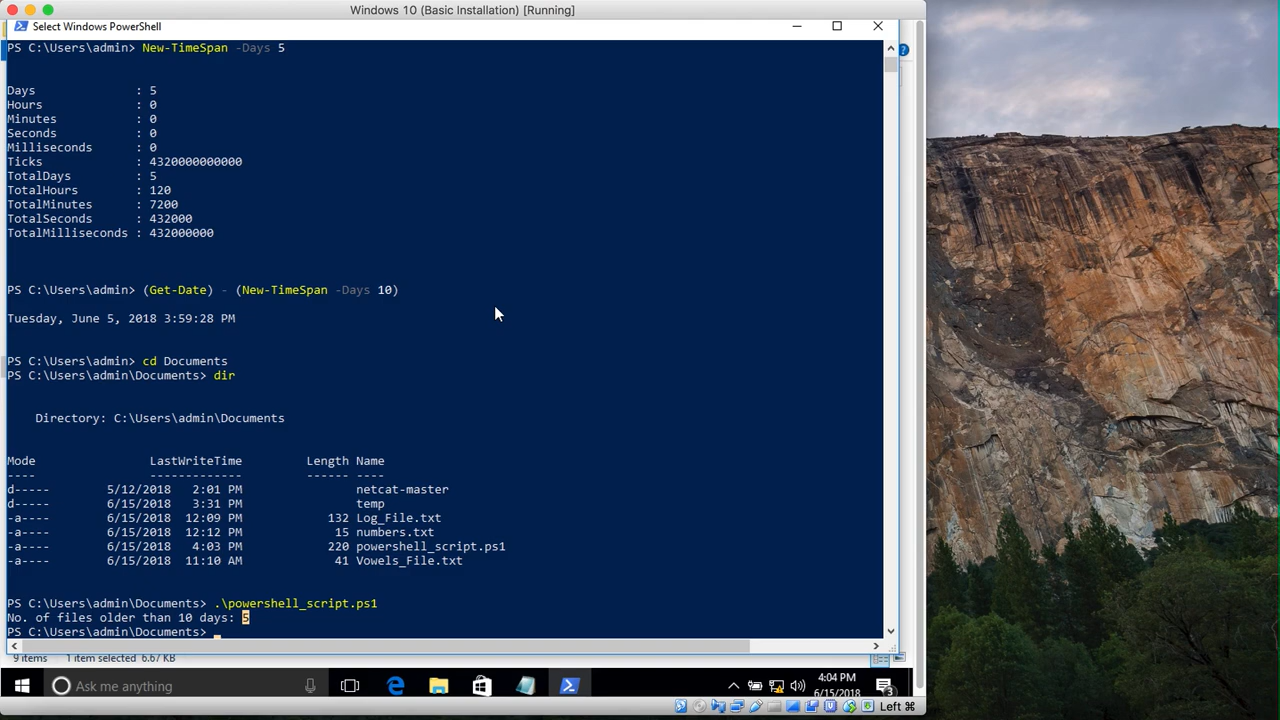 Windows 10 (Basic Installation) [Running]
Select Windows PowerShell
PS C:\Users\admin> New-TimeSpan -Days 5
Days              : 5
Hours             : 0
Minutes           : 0
Seconds           : 0
Milliseconds      : 0
Ticks             : 4320000000000
TotalDays         : 5
TotalHours        : 120
TotalMinutes      : 7200
TotalSeconds      : 432000
TotalMilliseconds : 432000000
PS C:\Users\admin> (Get-Date) - (New-TimeSpan -Days 10)
Tuesday, June 5, 2018 3:59:28 PM
PS C:\Users\admin> cd Documents
PS C:\Users\admin\Documents> dir
Directory: C:\Users\admin\Documents
Mode                LastWriteTime         Length Name
----                -------------         ------ ----
d-----        5/12/2018   2:01 PM                netcat-master
d-----        6/15/2018   3:31 PM                temp
-a----        6/15/2018  12:09 PM            132 Log_File.txt
-a----        6/15/2018  12:12 PM             15 numbers.txt
-a----        6/15/2018   4:03 PM            220 powershell_script.ps1
-a----        6/15/2018  11:10 AM             41 Vowels_File.txt
PS C:\Users\admin\Documents> .\powershell_script.ps1
No. of files older than 10 days: 5
PS C:\Users\admin\Documents>
9 items 1 item selected 6.67 KB
Ask me anything
4:04 PM
6/15/2018
3
Left ⌘